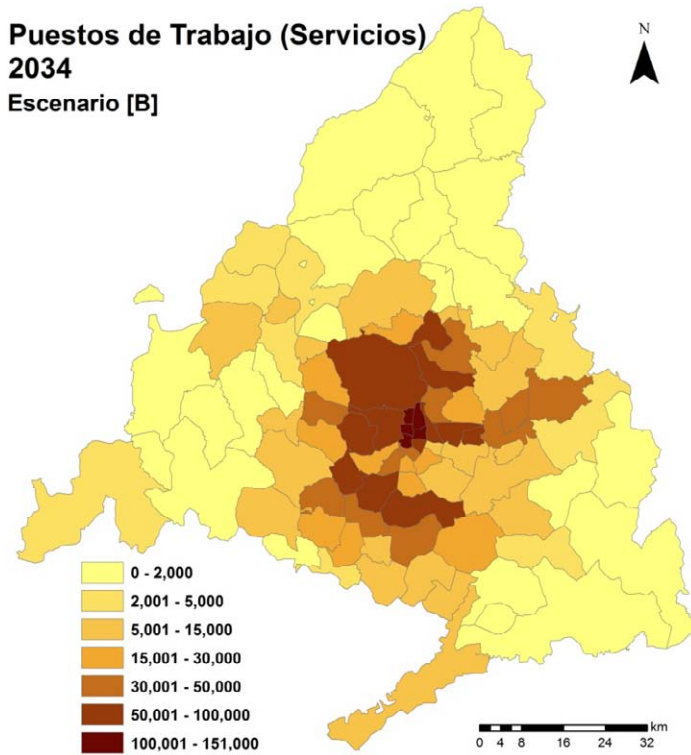 Puestos de Trabajo (Servicios)
2034
Escenario [B]
N
0 - 2,000
2,001 - 5,000
5,001 - 15,000
15,001 - 30,000
30,001 - 50,000
50,001 - 100,000
100,001 - 151,000
km
0 4 8 16 24 32